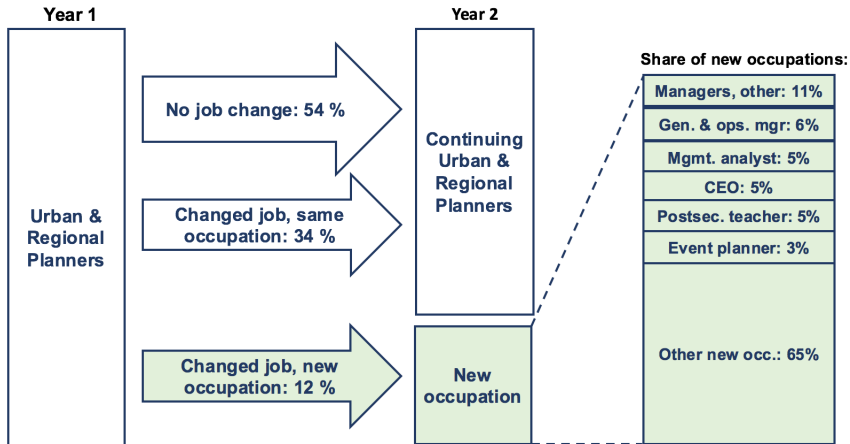 Year 1
Urban &
Regional
Planners
No job change: 54 %
Changed job, same
occupation: 34 %
Changed job, new
occupation: 12 %
Year 2
Continuing
Urban &
Regional
Planners
New
occupation
Share of new occupations:
Managers, other: 11%
Gen. & ops. mgr: 6%
Mgmt. analyst: 5%
CEO: 5%
Postsec. teacher: 5%
Event planner: 3%
Other new occ.: 65%